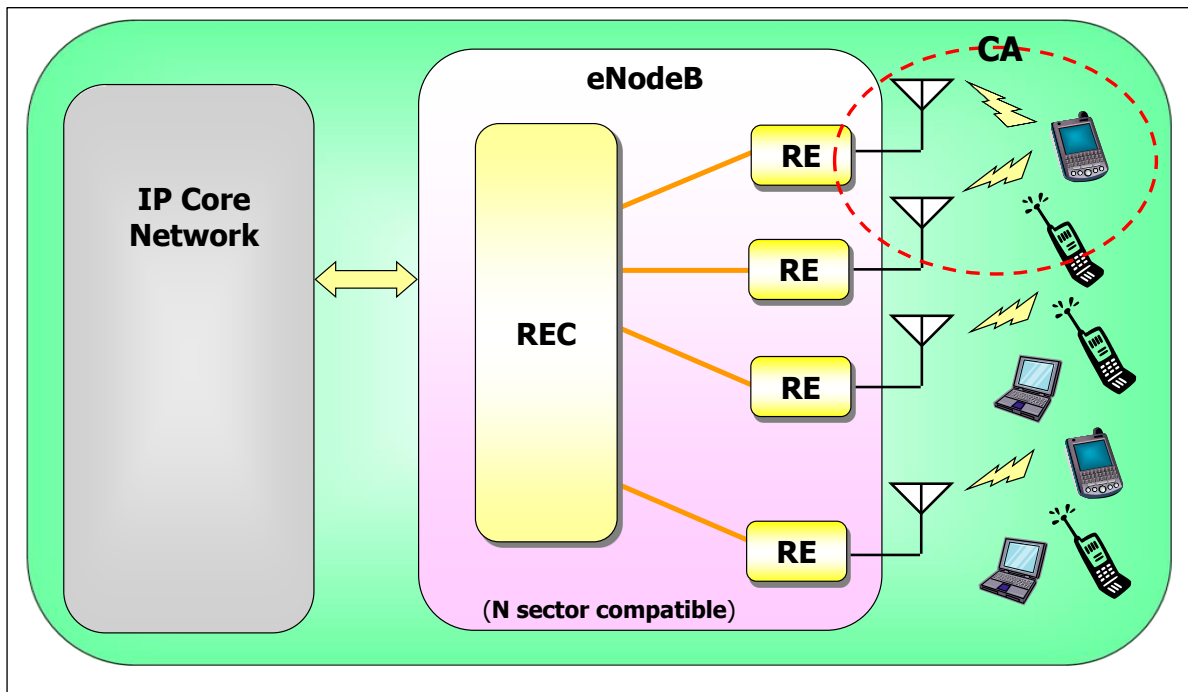 CA
eNodeB
RE
IP Core
Network
RE
REC
RE
RE
(N sector compatible)